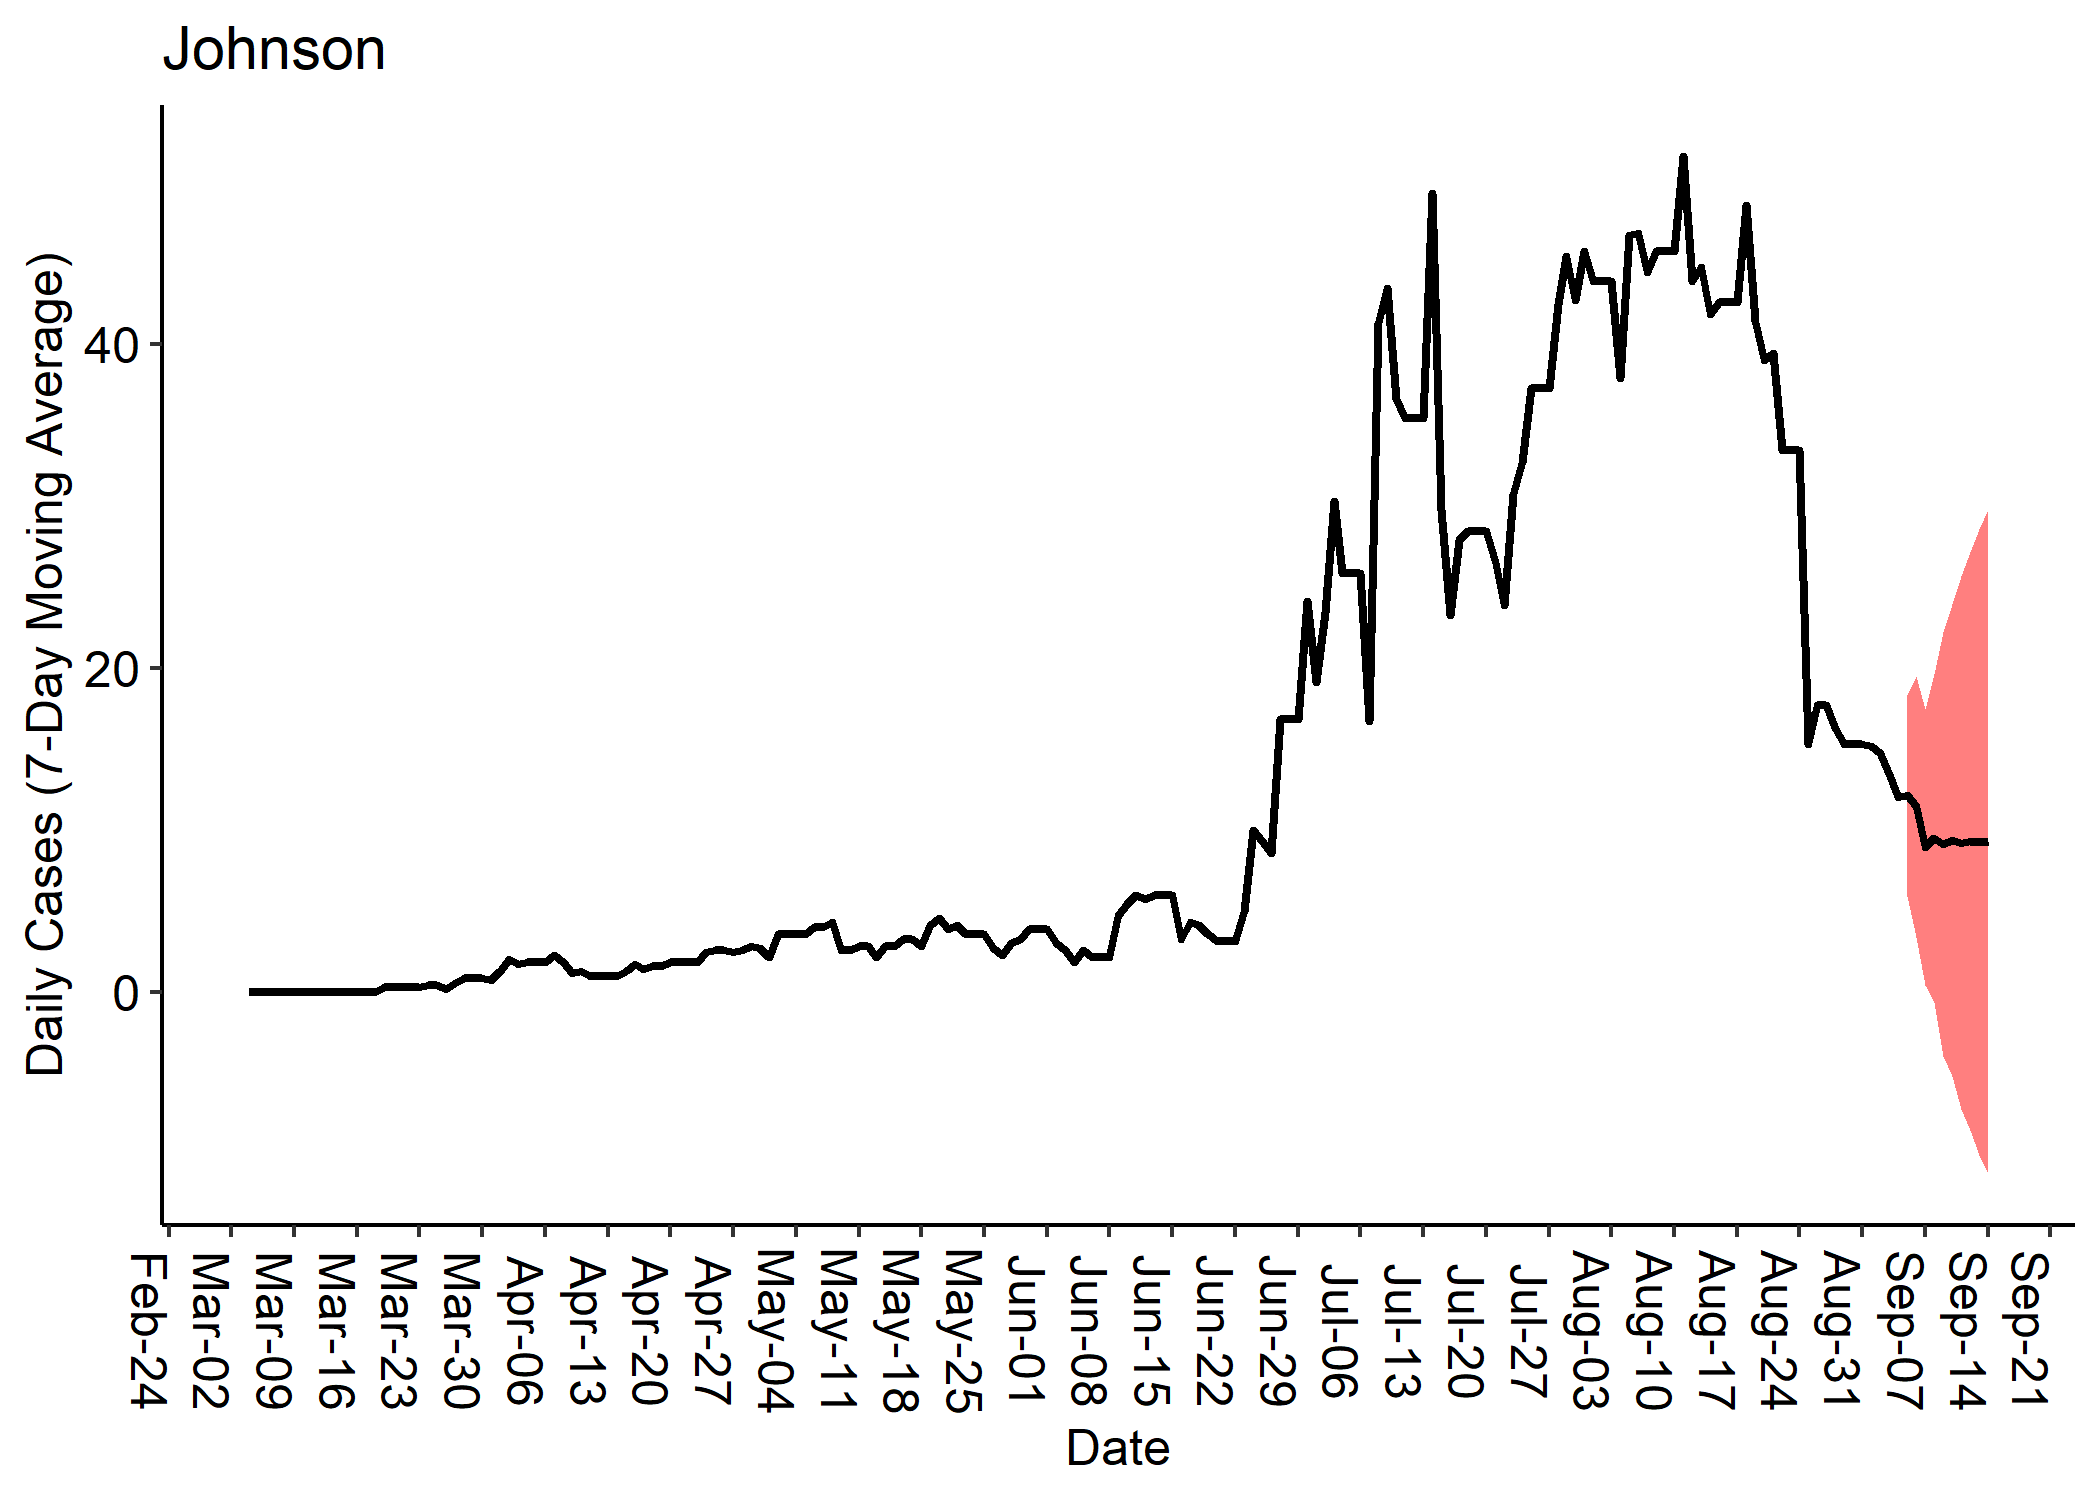 Johnson
Daily Cases (7-Day Moving Average)
40
20
0
Feb-24
Mar-02
Mar-09
Mar-16
Mar-23
Mar-30
Apr-06
Apr-13
Apr-20
Apr-27
May-04
May-11
May-18
May-25
Jun-01
Jun-08
Jun-15
Jun-22
Jun-29
Jul-06
Jul-13
Jul-20
Jul-27
Aug-03
Aug-10
Aug-17
Aug-24
Aug-31
Sep-07
Sep-14
Sep-21
Date